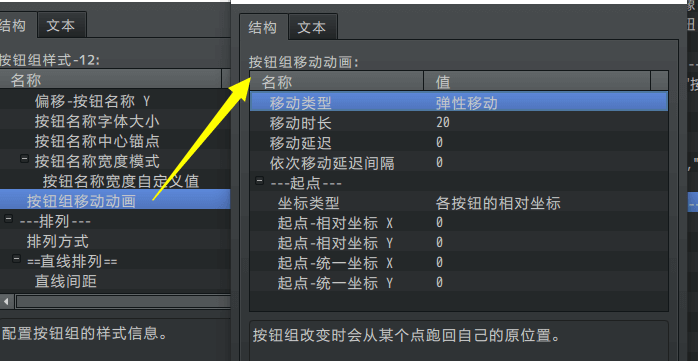 结构 文本
按钮组样式-12:
名称
偏移-按钮名称 Y
按钮名称字体大小
按钮名称中心锚点
按钮名称宽度模式
按钮名称宽度自定义值
按钮组移动动画
---排列---
排列方式
==直线排列==
直线间距
配置按钮组的样式信息。
结构 文本
按钮组移动动画:
名称 值
移动类型 弹性移动
移动时长 20
移动延迟 0
依次移动延迟间隔 0
---起点---
坐标类型 各按钮的相对坐标
起点-相对坐标 X 0
起点-相对坐标 Y 0
起点-统一坐标 X 0
起点-统一坐标 Y 0
按钮组改变时会从某个点跑回自己的原位置。